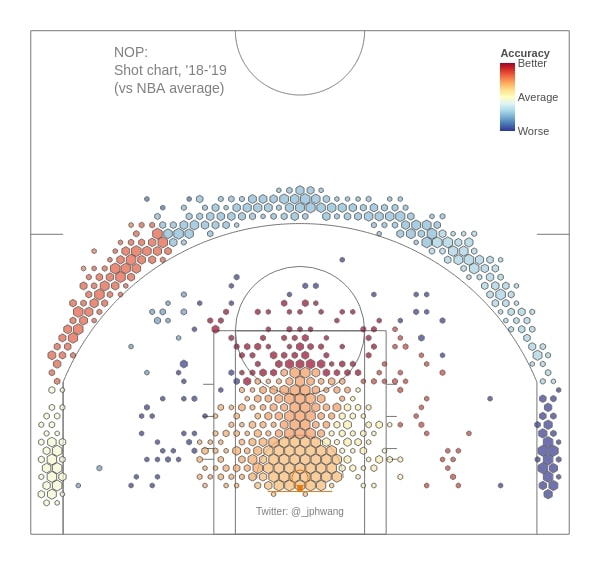 NOP:
Shot chart, '18-'19
(vs NBA average)
Accuracy
Better
Average
Worse
Twitter: @_jphwang